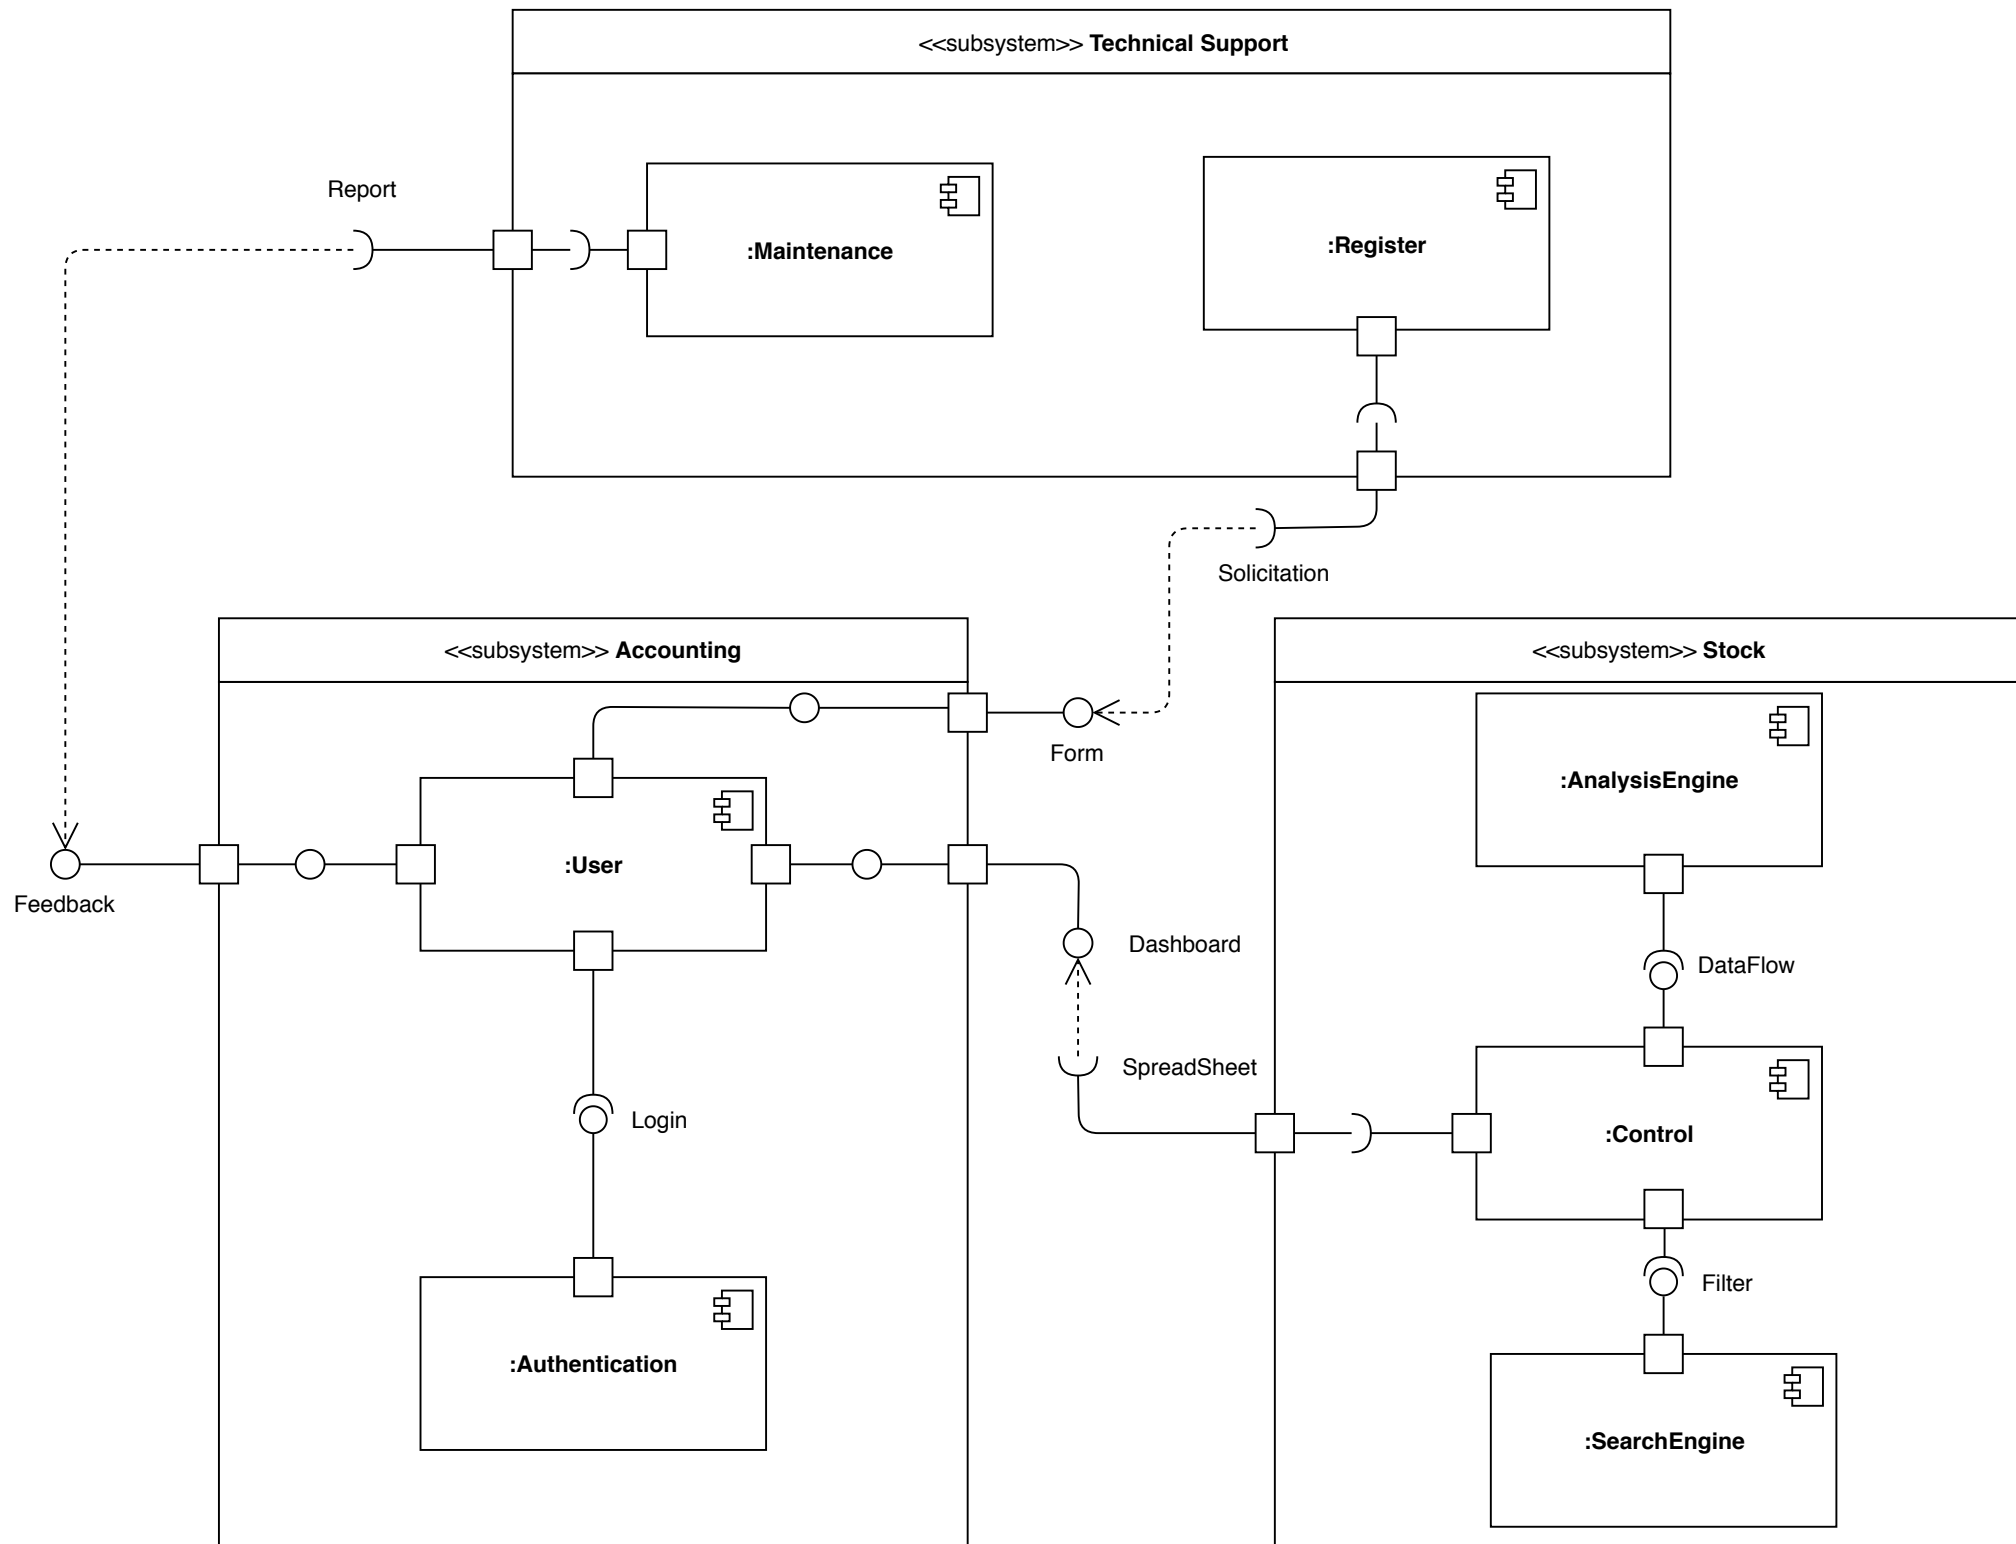 <<subsystem>> Technical Support
Report
:Maintenance
:Register
Solicitation
<<subsystem>> Accounting
<<subsystem>> Stock
Form
:AnalysisEngine
:User
Feedback
Dashboard
DataFlow
SpreadSheet
Login
:Control
Filter
:Authentication
:SearchEngine